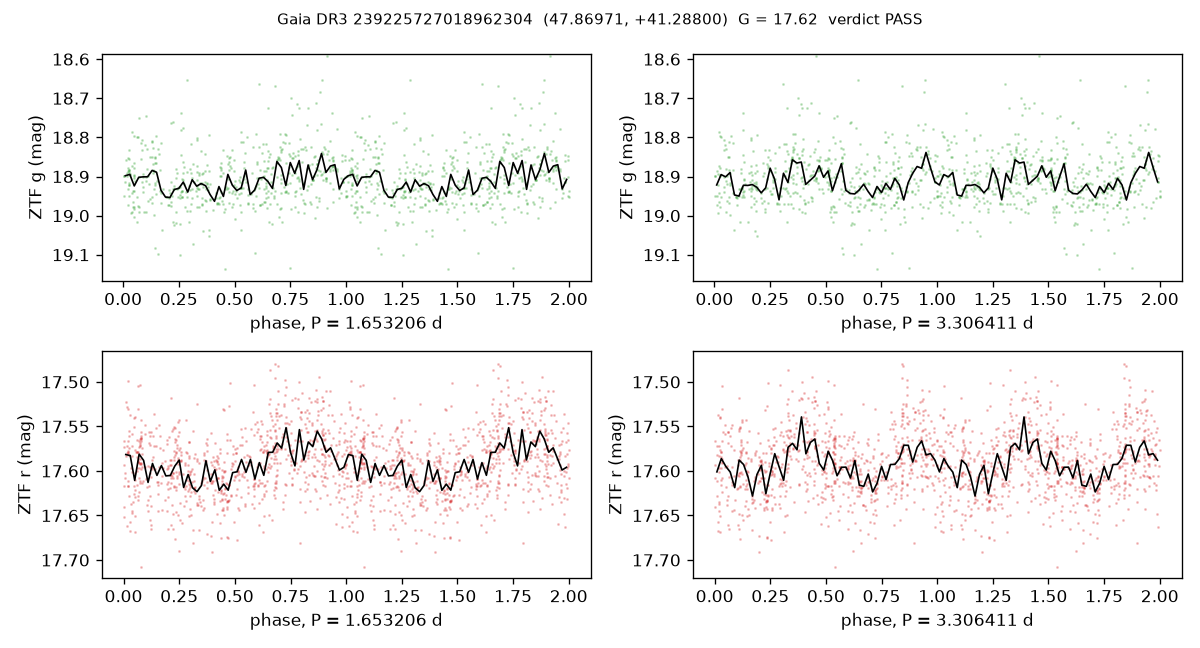 Gaia DR3 239225727018962304  (47.86971, +41.28800)  G = 17.62  verdict PASS
ZTF g (mag)
18.6
18.7
18.8
18.9
19.0
19.1
0.00 0.25 0.50 0.75 1.00 1.25 1.50 1.75 2.00
phase, P = 1.653206 d
ZTF g (mag)
18.6
18.7
18.8
18.9
19.0
19.1
0.00 0.25 0.50 0.75 1.00 1.25 1.50 1.75 2.00
phase, P = 3.306411 d
ZTF r (mag)
17.50
17.55
17.60
17.65
17.70
0.00 0.25 0.50 0.75 1.00 1.25 1.50 1.75 2.00
phase, P = 1.653206 d
ZTF r (mag)
17.50
17.55
17.60
17.65
17.70
0.00 0.25 0.50 0.75 1.00 1.25 1.50 1.75 2.00
phase, P = 3.306411 d